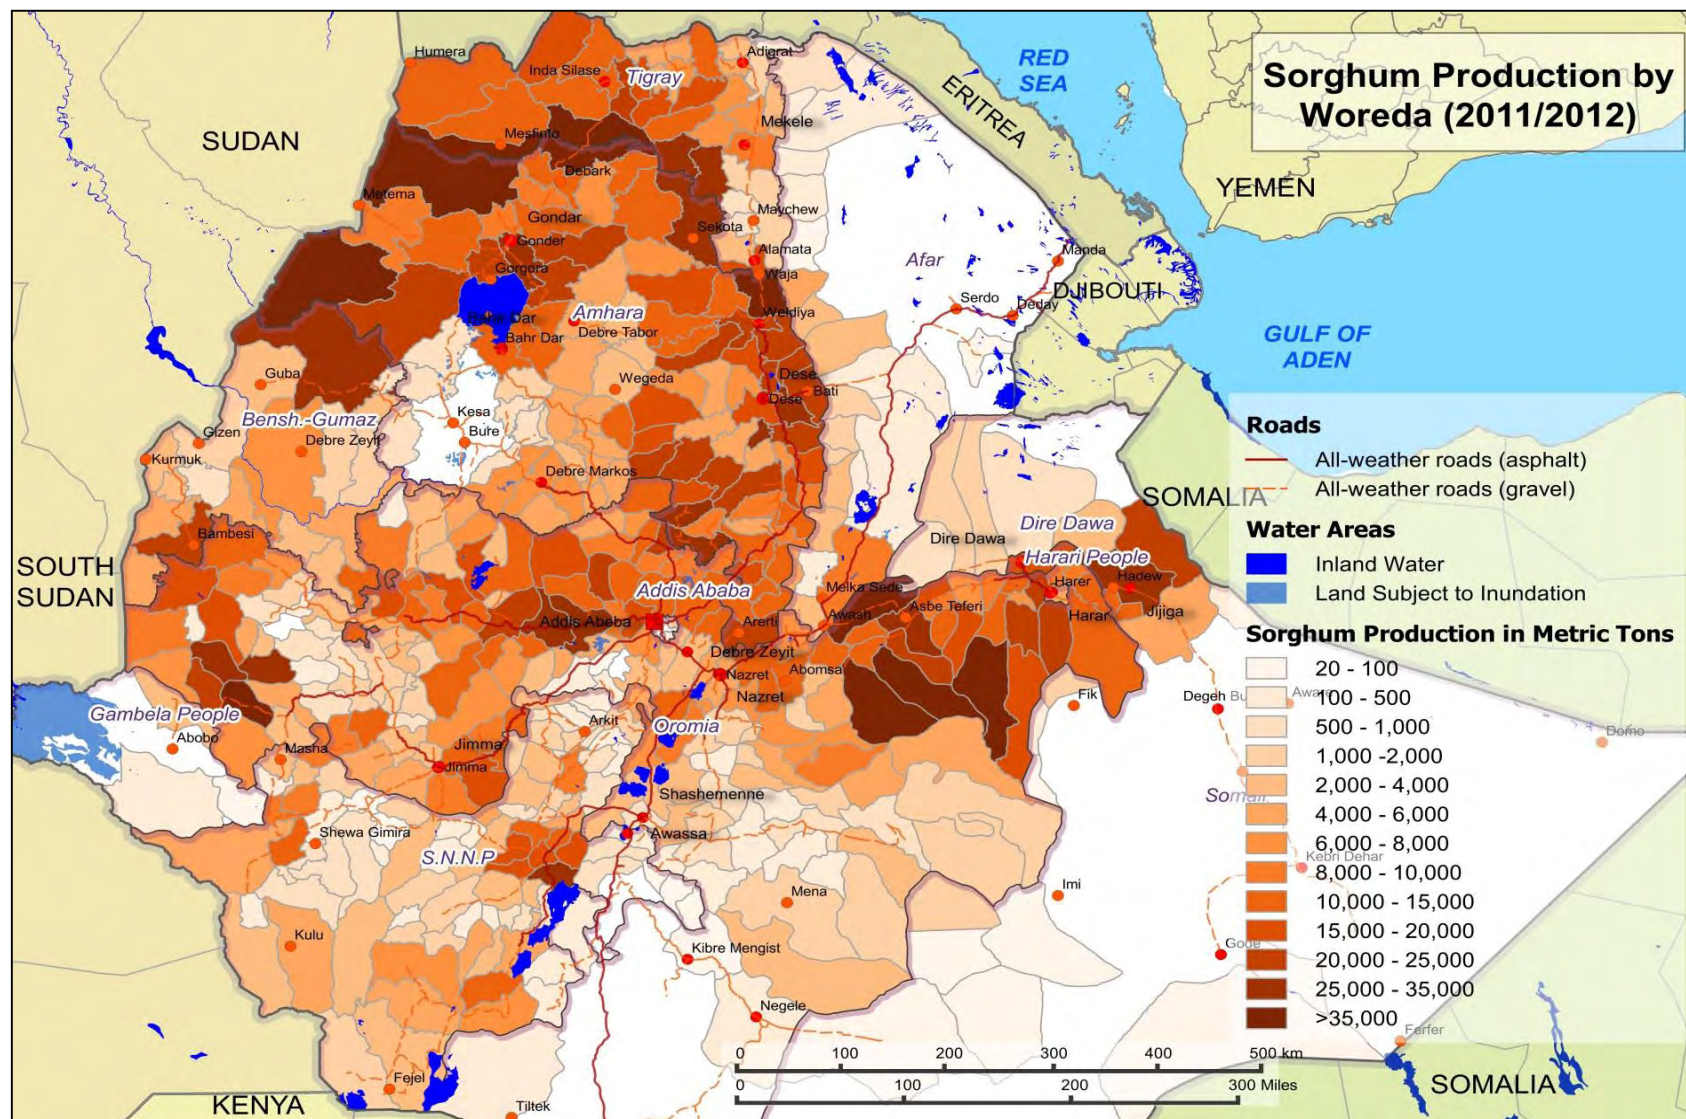 Sorghum Production by
Woreda (2011/2012)
RED
SEA
ERITREA
SUDAN
YEMEN
Humera
Inda Silase
Tigray
Adigrat
Mekele
Mesfinto
Debark
Metema
Gondar
Gonder
Maychew
Sekota
Alamata
Waja
Afar
Manda
Gorgora
DJIBOUTI
Serdo
Deday
Amhara
Bahr Dar
Debre Tabor
Weldiya
Bahr Dar
GULF OF
ADEN
Guba
Wegeda
Dese
Bati
Dese
Kesa
Bensh.-Gumaz
Bure
Debre Zeyit
Gizen
Kurmuk
Debre Markos
SOMALIA
Bambesi
Dire Dawa
Dire Dawa
Harari People
SOUTH
SUDAN
Addis Ababa
Melka Sede
Harer
Hadew
Asbe Teferi
Harar
Jijiga
Addis Abeba
Arerti
Awash
Debre Zeyit
Abomsa
Nazret
Nazret
Fik
Degeh Bu
Aware
Gambela People
Abobo
Arkit
Oromia
Domo
Masha
Jimma
Jimma
Somali
Shashemenne
Shewa Gimira
Awassa
S.N.N.P
Kebri Dehar
Mena
Imi
Kulu
Kibre Mengist
Gode
Negele
Ferfer
Fejel
Tiltek
KENYA
SOMALIA
Roads
All-weather roads (asphalt)
All-weather roads (gravel)
Water Areas
Inland Water
Land Subject to Inundation
Sorghum Production in Metric Tons
20 - 100
100 - 500
500 - 1,000
1,000 -2,000
2,000 - 4,000
4,000 - 6,000
6,000 - 8,000
8,000 - 10,000
10,000 - 15,000
15,000 - 20,000
20,000 - 25,000
25,000 - 35,000
>35,000
0 100 200 300 400 500 km
0 100 200 300 Miles